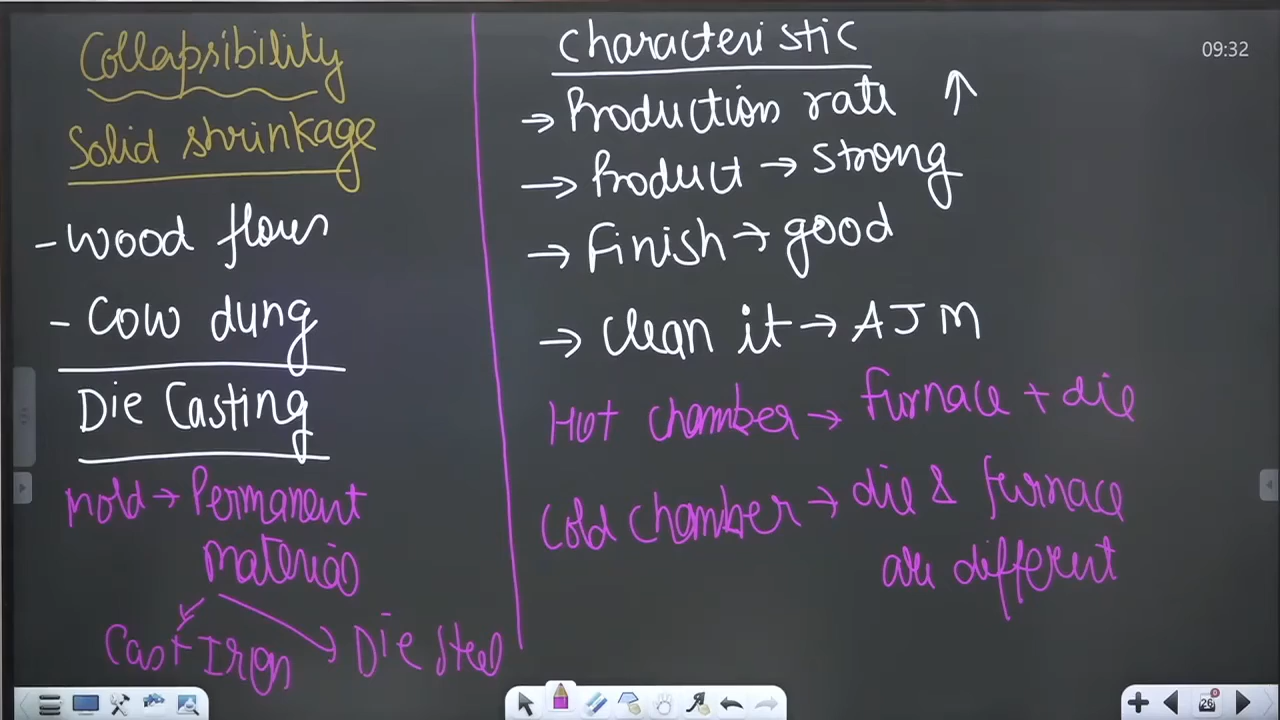 Collapsibility
Solid shrinkage
- Wood flour
- Cow dung
Die Casting
Mold → Permanent
material
Cast Iron → Die steel
Characteristic
→ Production rate ↑
→ Product → strong
→ Finish → good
→ Clean it → AJM
Hot chamber → furnace + die
Cold chamber → die & furnace
are different
09:32
26